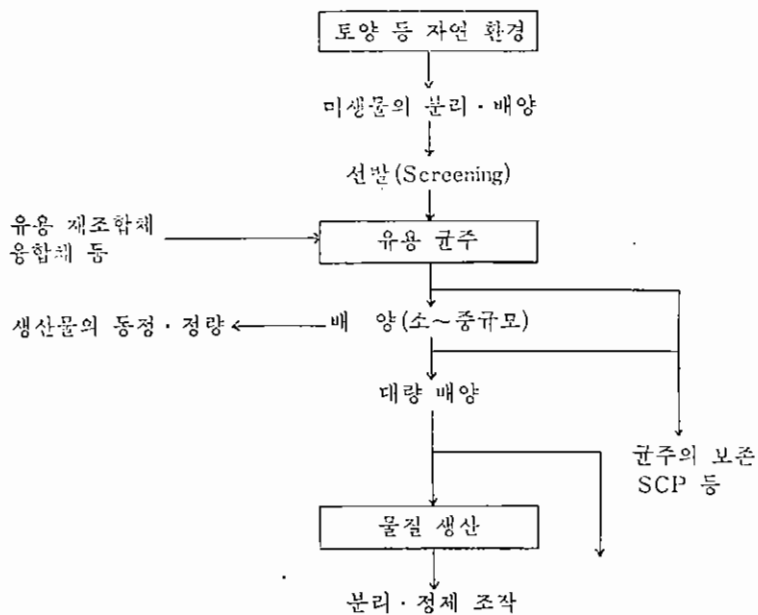 토양 등 자연 환경
미생물의 분리·배양
선발(Screening)
유용 재조합체
융합체 등
유용 균주
생산물의 동정·정량
배 양(소~중규모)
대량 배양
균주의 보존
SCP 등
물질 생산
분리·정제 조작